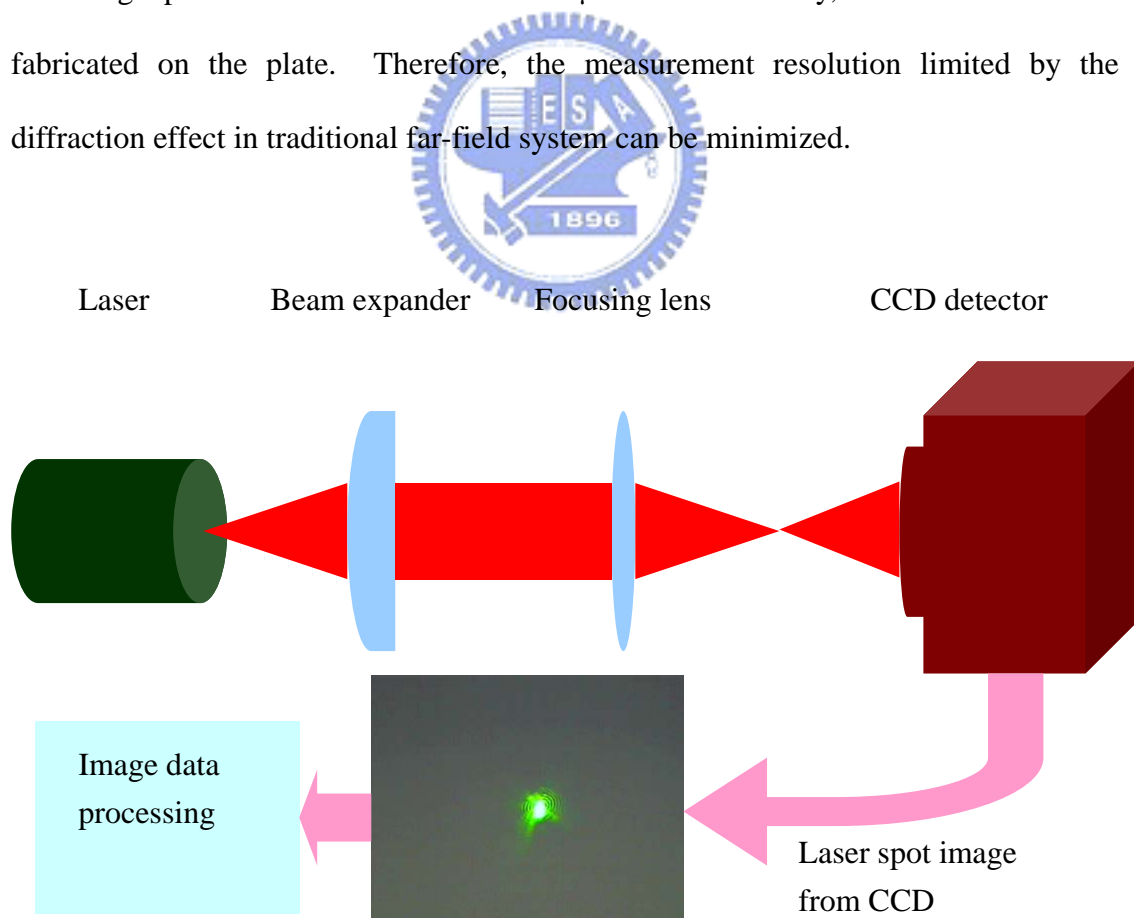 fabricated on the plate. Therefore, the measurement resolution limited by the
diffraction effect in traditional far-field system can be minimized.
E S A
1896
Laser Beam expander Focusing lens CCD detector
Image data
processing
Laser spot image
from CCD